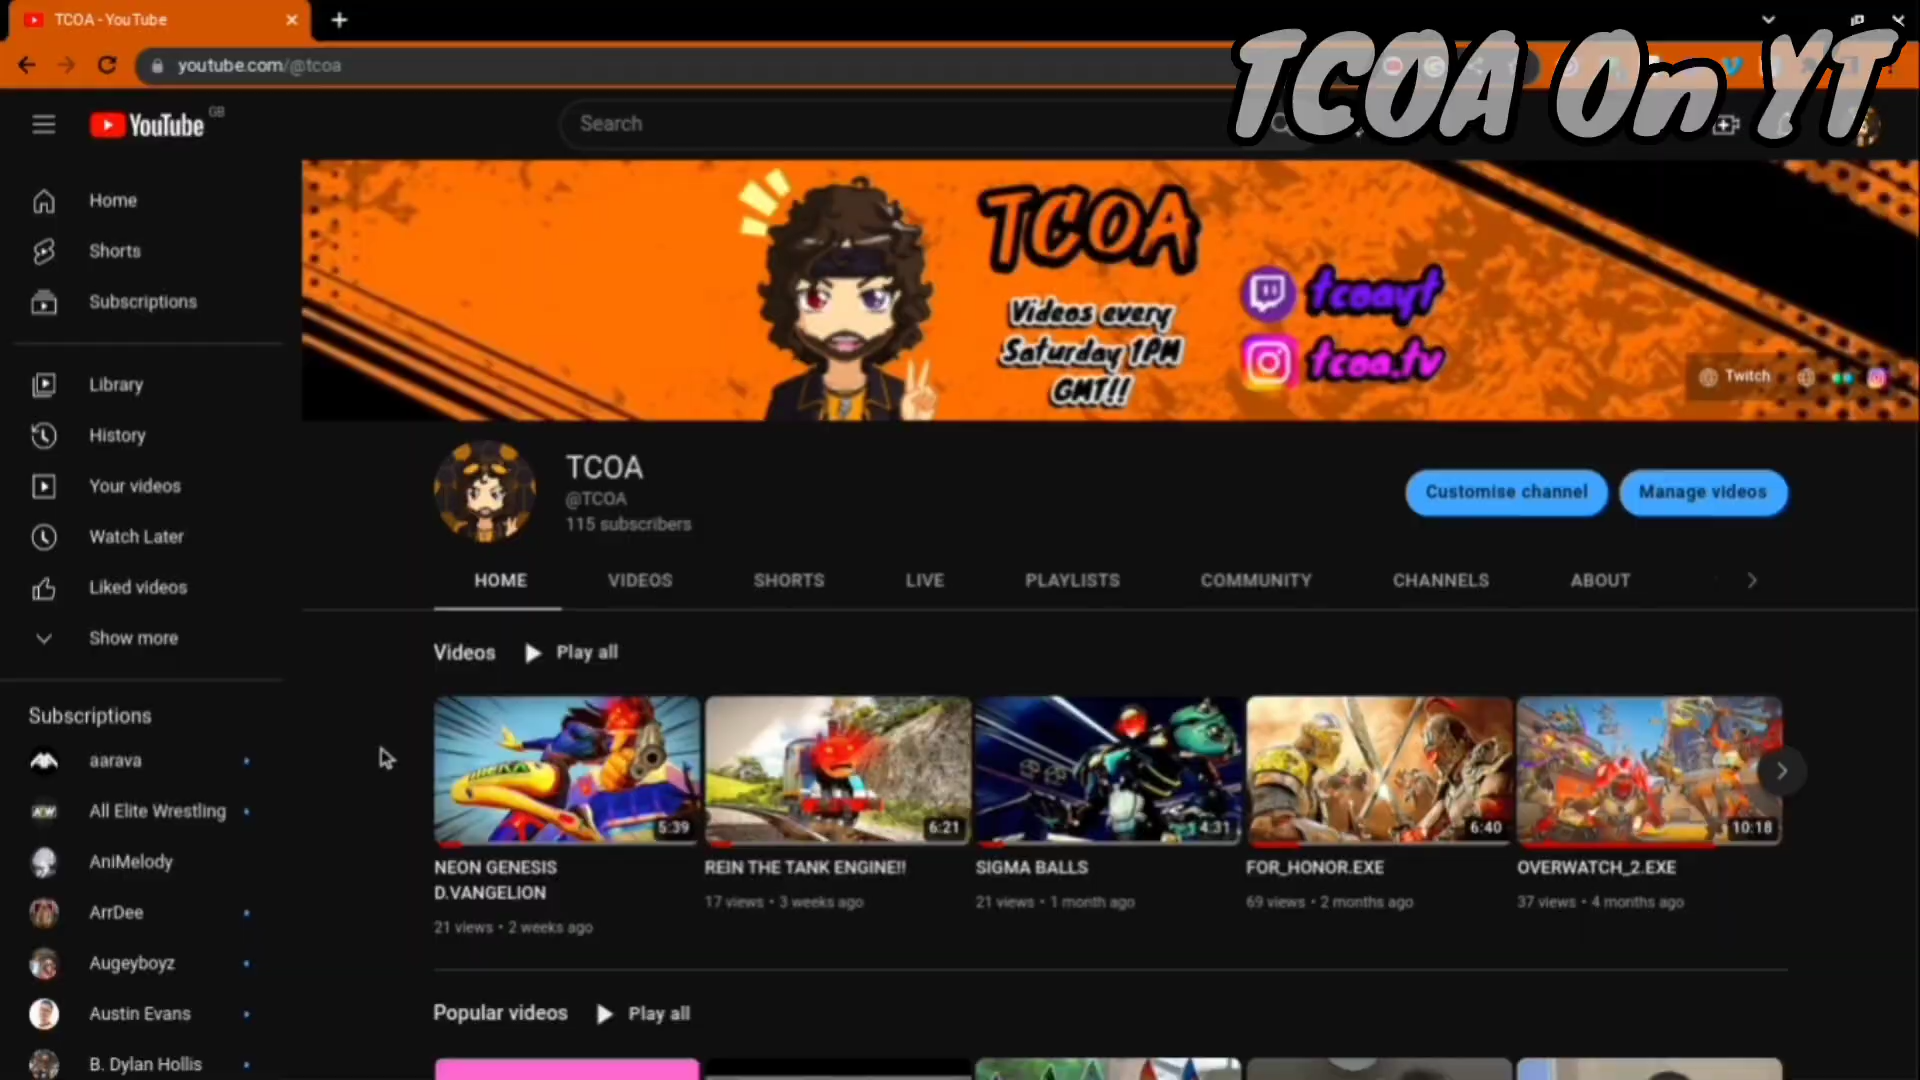 TCOA - YouTube
youtube.com/@tcoa
TCOA On YT
YouTube GB
Search
Home
Shorts
Subscriptions
Library
History
Your videos
Watch Later
Liked videos
Show more
Subscriptions
aarava
All Elite Wrestling
AniMelody
ArrDee
Augeyboyz
Austin Evans
B. Dylan Hollis
TCOA
Videos every
Saturday 1PM
GMT!!
tcoayt
tcoa.tv
Twitch
TCOA
@TCOA
115 subscribers
Customise channel
Manage videos
HOME VIDEOS SHORTS LIVE PLAYLISTS COMMUNITY CHANNELS ABOUT
Videos Play all
5:39
6:21
4:31
6:40
10:18
NEON GENESIS
D.VANGELION
21 views • 2 weeks ago
REIN THE TANK ENGINE!!
17 views • 3 weeks ago
SIGMA BALLS
21 views • 1 month ago
FOR_HONOR.EXE
69 views • 2 months ago
OVERWATCH_2.EXE
37 views • 4 months ago
Popular videos Play all